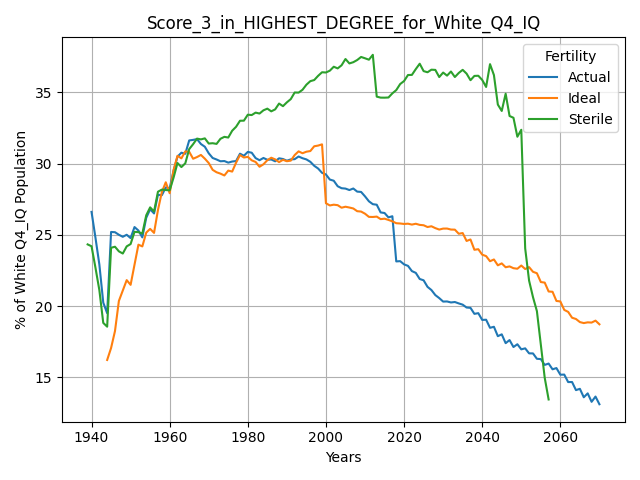 Score_3_in_HIGHEST_DEGREE_for_White_Q4_IQ
Fertility
Actual
Ideal
Sterile
% of White Q4_IQ Population
35
30
25
20
15
1940
1960
1980
2000
2020
2040
2060
Years